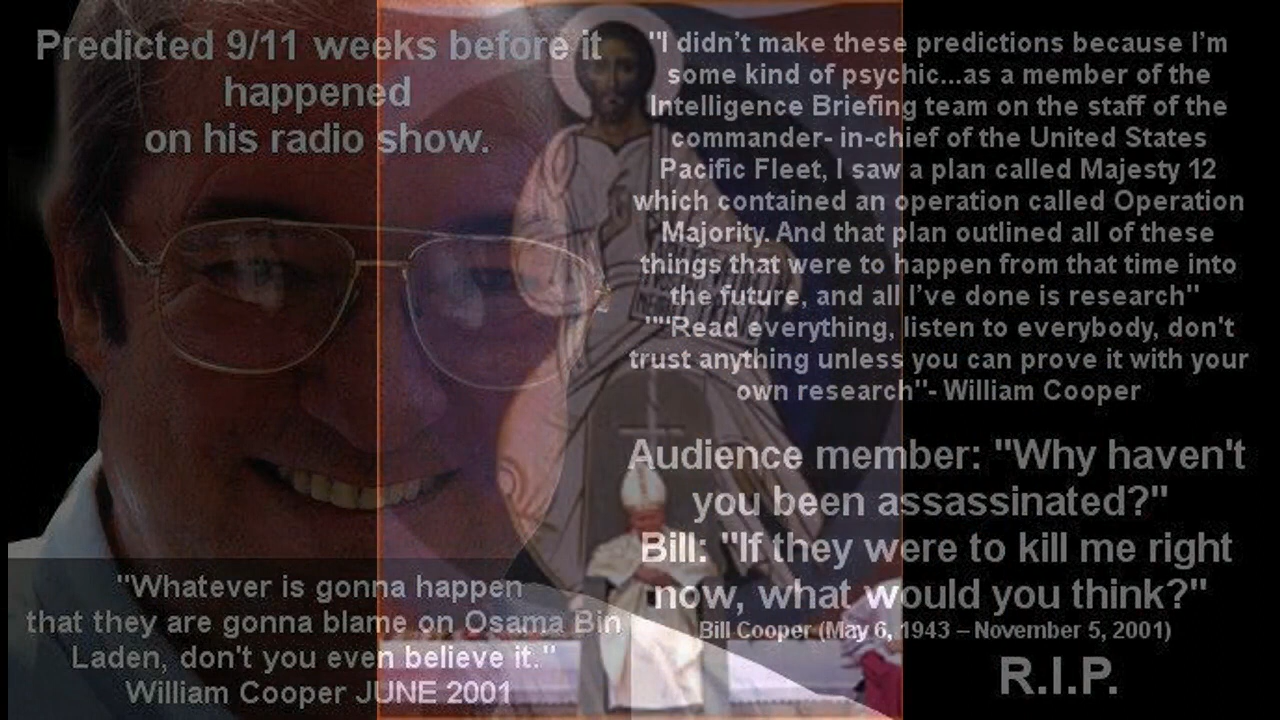 Predicted 9/11 weeks before it
happened
on his radio show.
"Whatever is gonna happen
that they are gonna blame on Osama Bin
Laden, don't you even believe it."
William Cooper JUNE 2001
"I didn't make these predictions because I'm
some kind of psychic...as a member of the
Intelligence Briefing team on the staff of the
commander- in-chief of the United States
Pacific Fleet, I saw a plan called Majesty 12
which contained an operation called Operation
Majority. And that plan outlined all of these
things that were to happen from that time into
the future, and all I've done is research"
""Read everything, listen to everybody, don't
trust anything unless you can prove it with your
own research"- William Cooper
Audience member: "Why haven't
you been assassinated?"
Bill: "If they were to kill me right
now, what would you think?"
Bill Cooper (May 6, 1943 – November 5, 2001)
R.I.P.